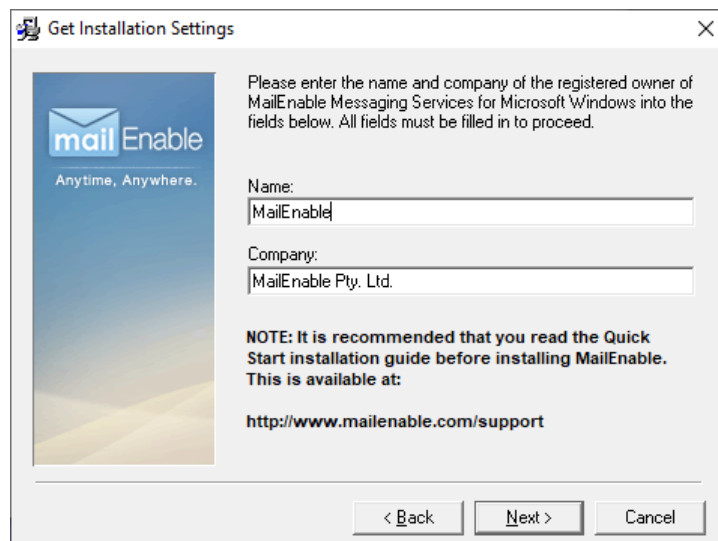 Get Installation Settings
mail Enable
Anytime, Anywhere.
Please enter the name and company of the registered owner of
MailEnable Messaging Services for Microsoft Windows into the
fields below. All fields must be filled in to proceed.
Name:
MailEnable
Company:
MailEnable Pty. Ltd.
NOTE: It is recommended that you read the Quick
Start installation guide before installing MailEnable.
This is available at:
http://www.mailenable.com/support
< Back
Next >
Cancel